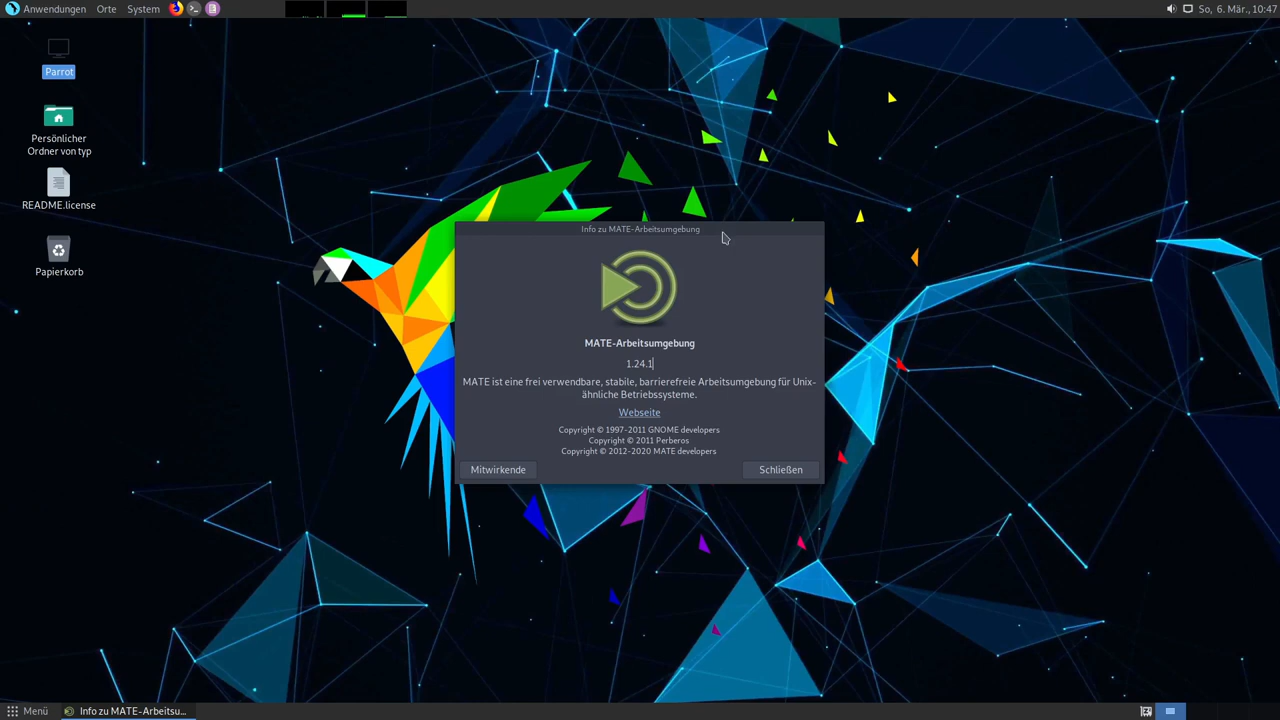 Anwendungen Orte System
So, 6. Mär., 10:47
Parrot
Persönlicher
Ordner von typ
README.license
Papierkorb
Info zu MATE-Arbeitsumgebung
MATE-Arbeitsumgebung
1.24.1
MATE ist eine frei verwendbare, stabile, barrierefreie Arbeitsumgebung für Unix-
ähnliche Betriebssysteme.
Webseite
Copyright © 1997-2011 GNOME developers
Copyright © 2011 Perberos
Copyright © 2012-2020 MATE developers
Mitwirkende
Schließen
Menü
Info zu MATE-Arbeitsu...